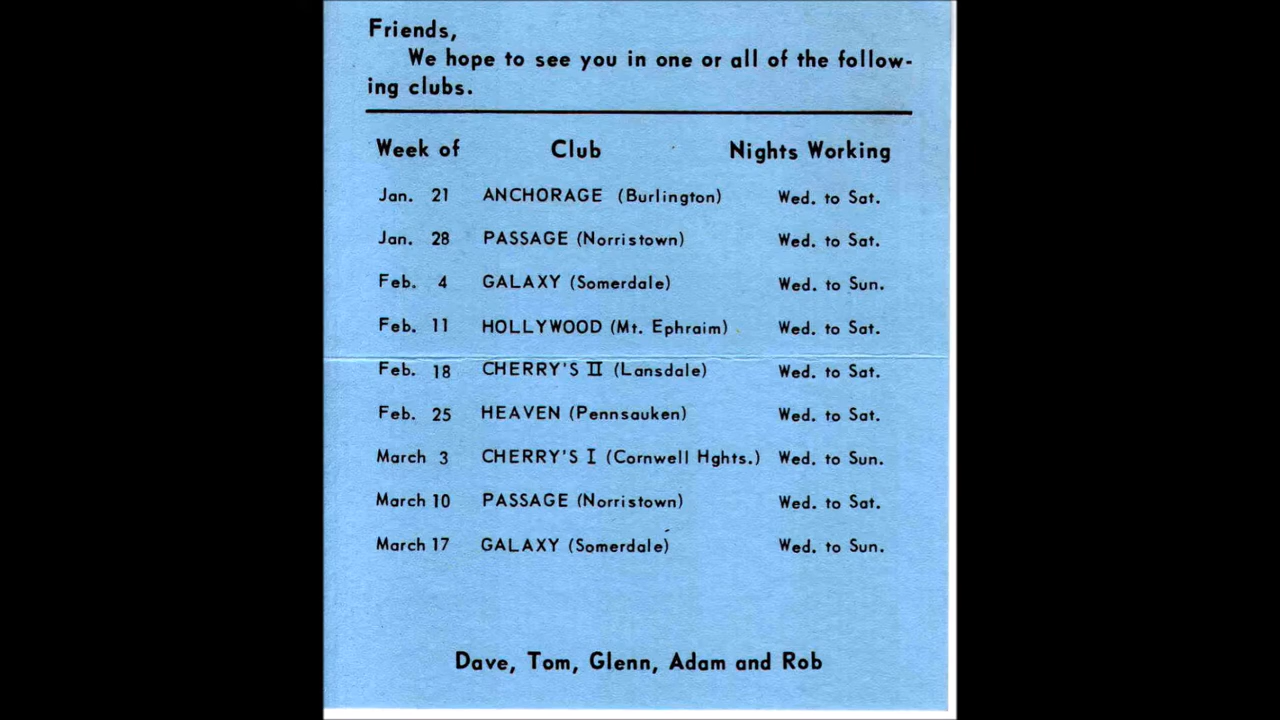 Friends,
We hope to see you in one or all of the follow-
ing clubs.
Week of Club Nights Working
Jan. 21 ANCHORAGE (Burlington) Wed. to Sat.
Jan. 28 PASSAGE (Norristown) Wed. to Sat.
Feb. 4 GALAXY (Somerdale) Wed. to Sun.
Feb. 11 HOLLYWOOD (Mt. Ephraim) Wed. to Sat.
Feb. 18 CHERRY'S II (Lansdale) Wed. to Sat.
Feb. 25 HEAVEN (Pennsauken) Wed. to Sat.
March 3 CHERRY'S I (Cornwell Hghts.) Wed. to Sun.
March 10 PASSAGE (Norristown) Wed. to Sat.
March 17 GALAXY (Somerdale) Wed. to Sun.
Dave, Tom, Glenn, Adam and Rob